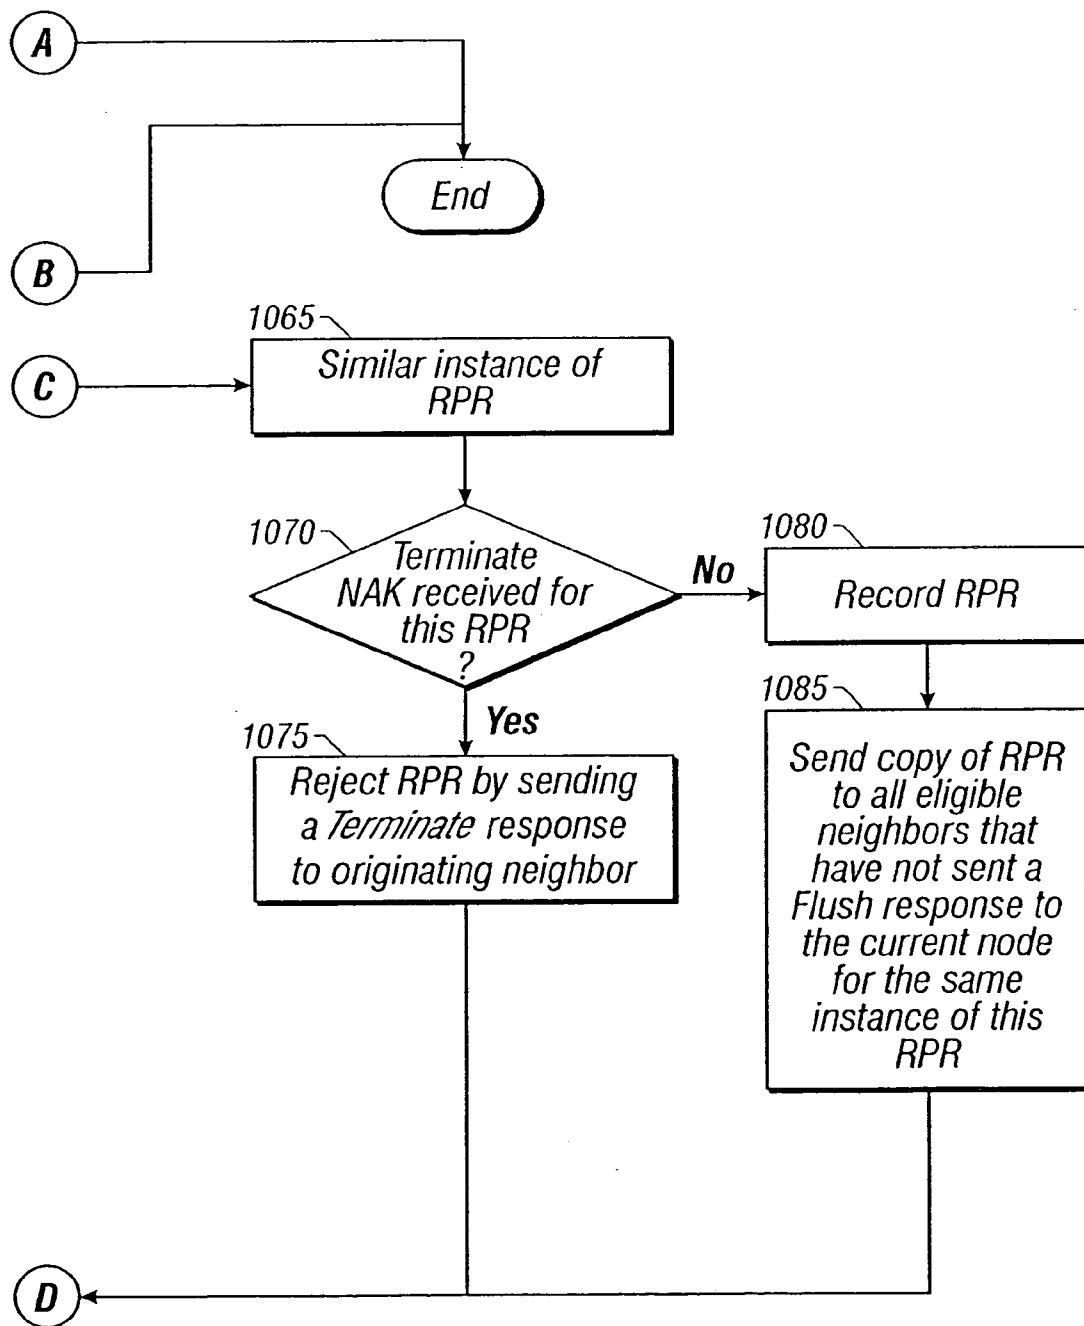 A
End
B
1065
C
Similar instance of
RPR
1070
Terminate
NAK received for
this RPR
?
No
1080
Record RPR
Yes
1075
Reject RPR by sending
a Terminate response
to originating neighbor
1085
Send copy of RPR
to all eligible
neighbors that
have not sent a
Flush response to
the current node
for the same
instance of this
RPR
D